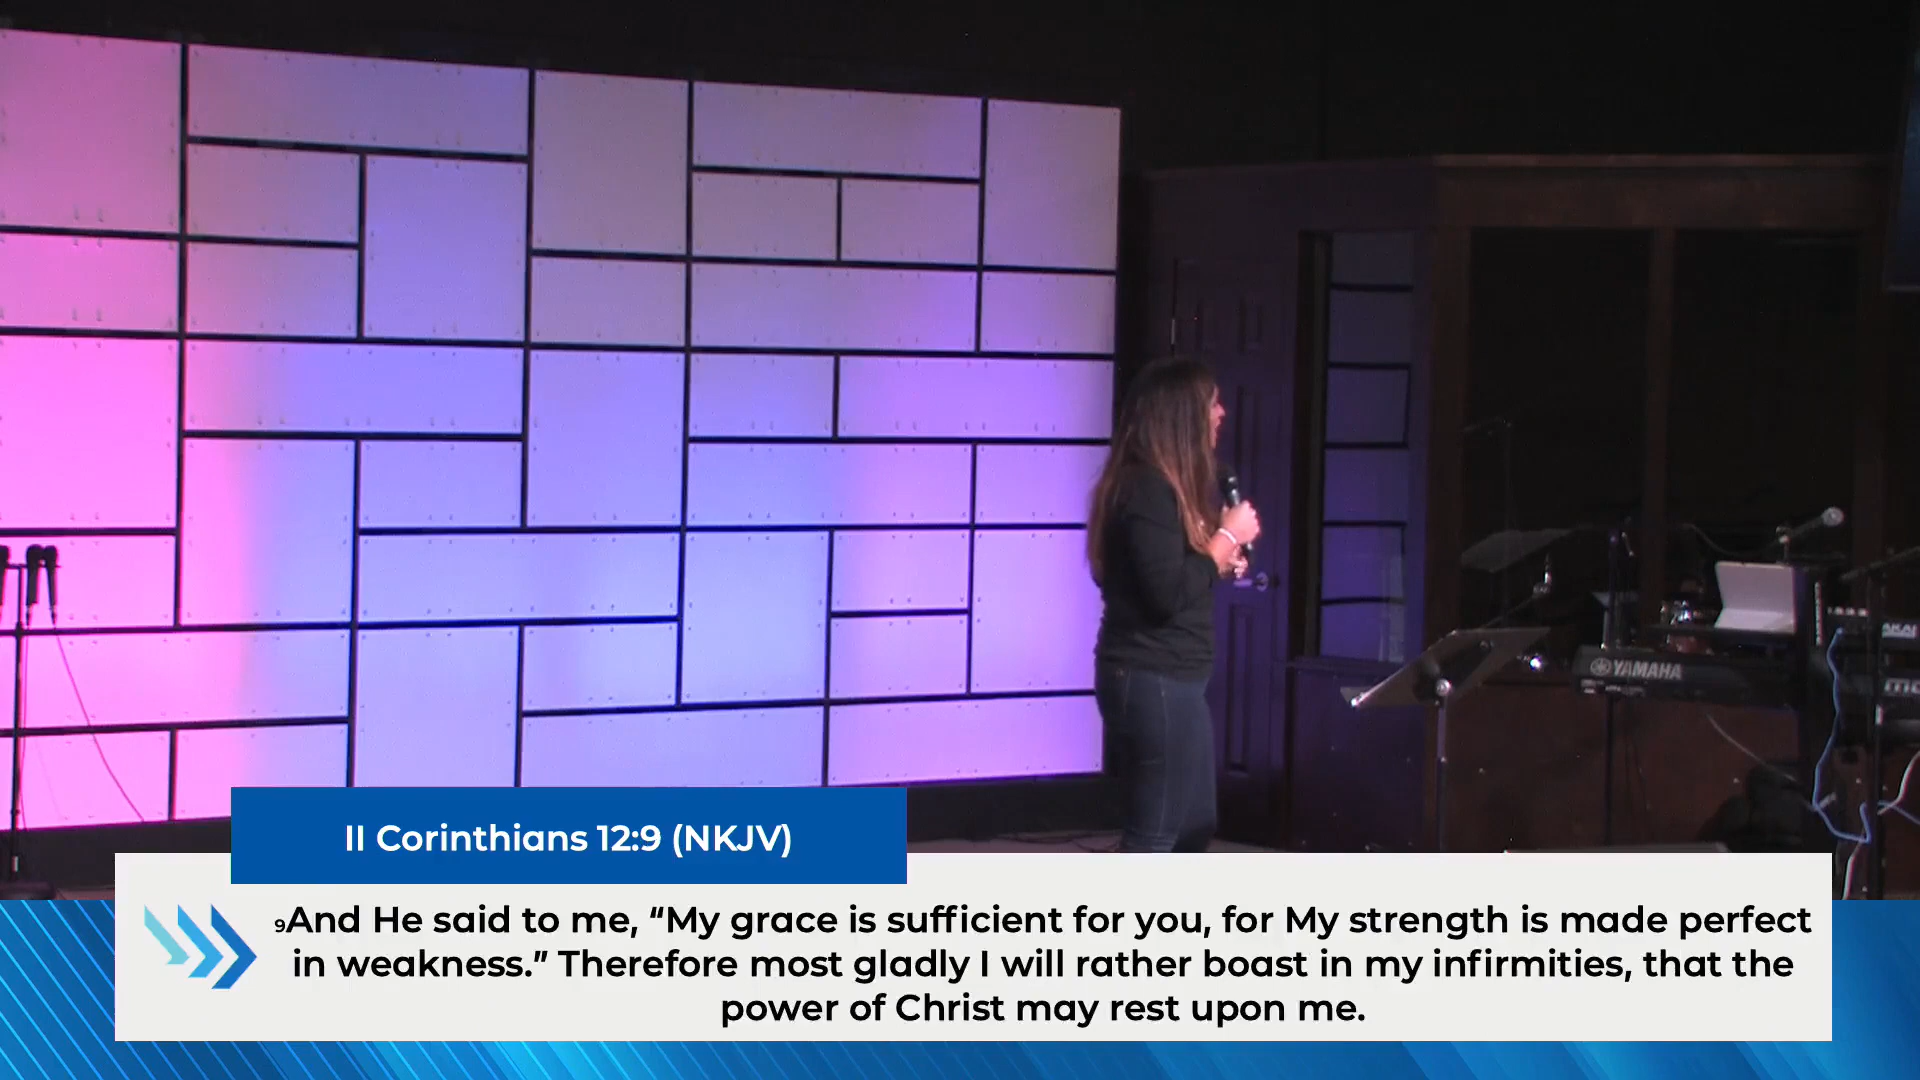 AKAI
YAMAHA
II Corinthians 12:9 (NKJV)
9And He said to me, “My grace is sufficient for you, for My strength is made perfect
in weakness.” Therefore most gladly I will rather boast in my infirmities, that the
power of Christ may rest upon me.